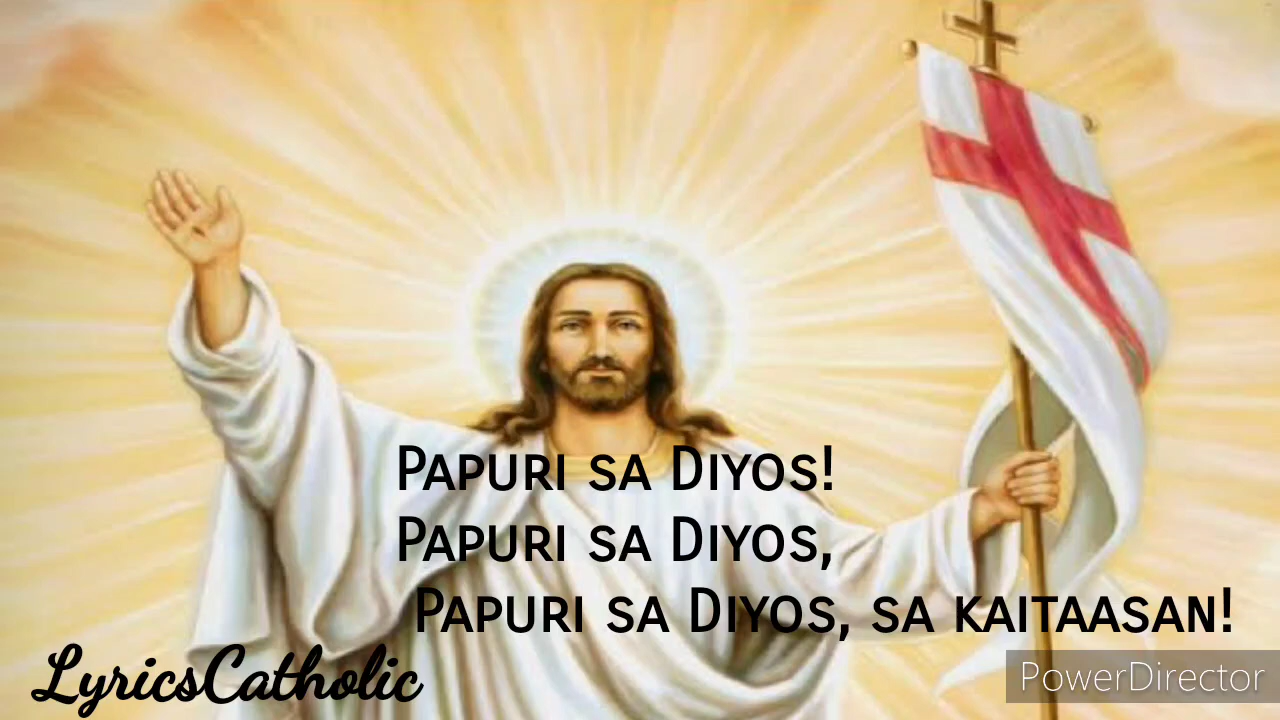 Papuri sa Diyos!
Papuri sa Diyos,
Papuri sa Diyos, sa kaitaasan!
LyricsCatholic
PowerDirector